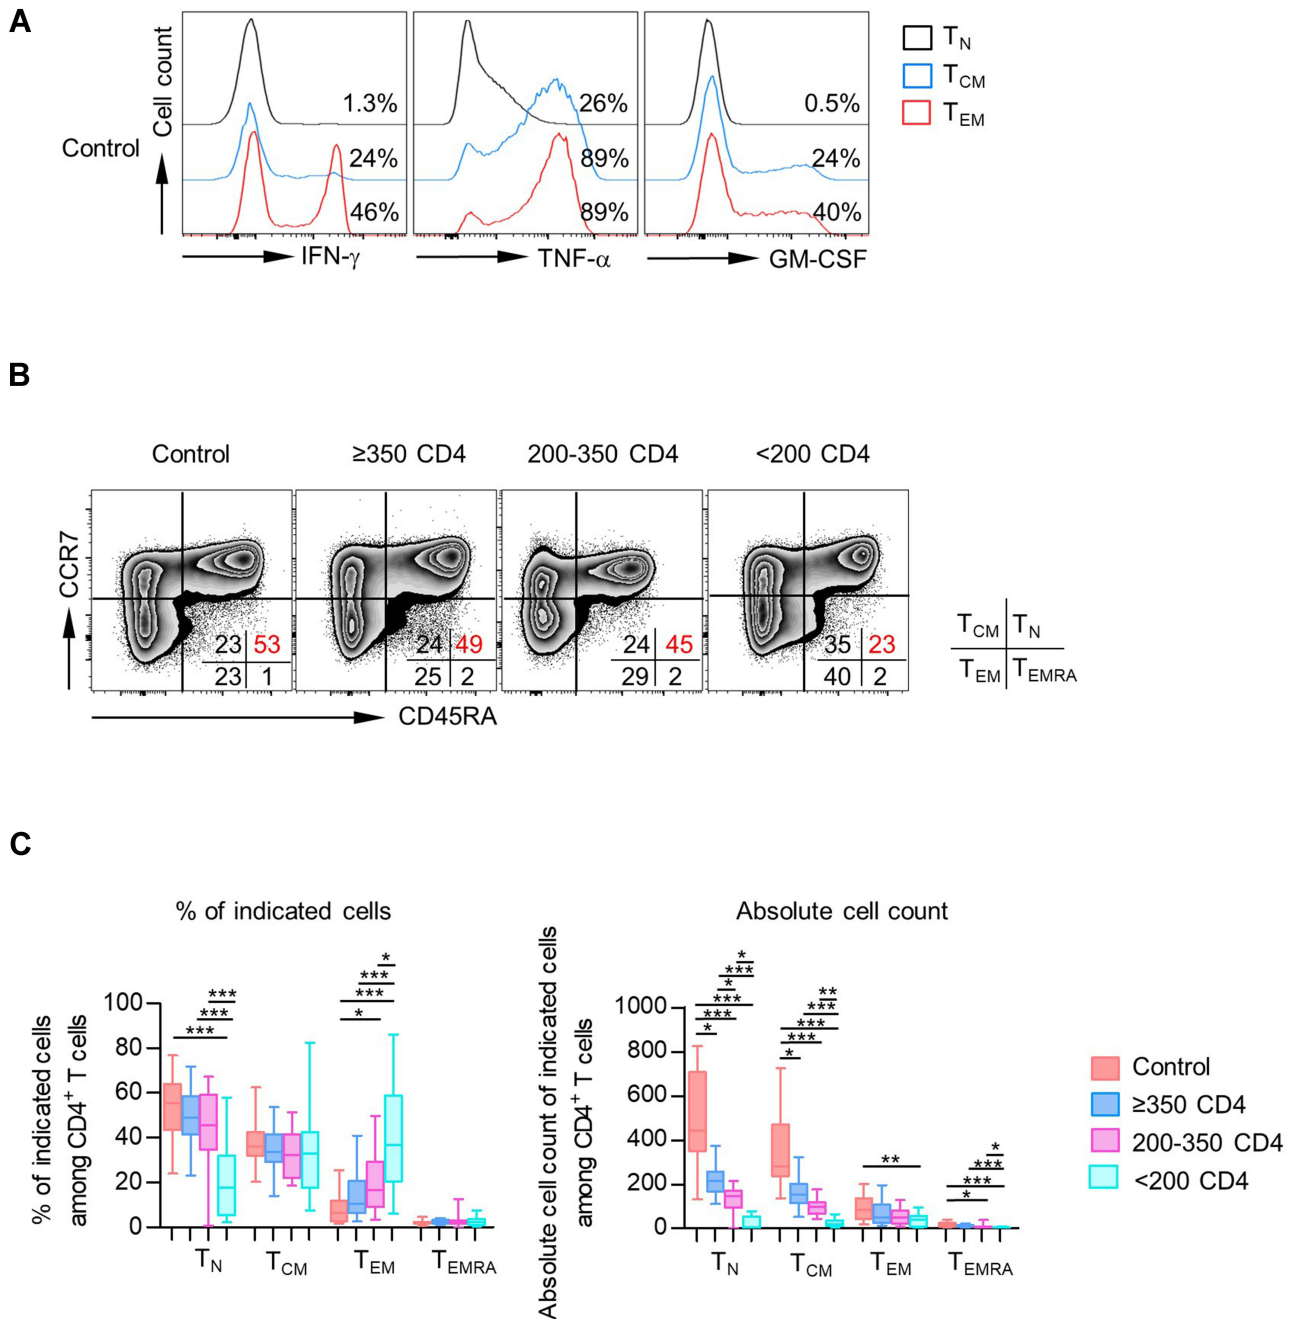 A
Cell count
Control
1.3%
24%
46%
26%
89%
89%
0.5%
24%
40%
IFN-γ
TNF-α
GM-CSF
TN
TCM
TEM
B
Control
≥350 CD4
200-350 CD4
<200 CD4
CCR7
23 53
23 1
24 49
25 2
24 45
29 2
35 23
40 2
CD45RA
TCM TN
TEM TEMRA
C
% of indicated cells
% of indicated cells
among CD4+ T cells
100
80
60
40
20
0
***
***
***
*
***
***
*
TN
TCM
TEM
TEMRA
Absolute cell count
Absolute cell count of indicated cells
among CD4+ T cells
1000
800
600
400
200
0
*
***
*
***
***
*
**
***
***
***
*
**
*
***
***
*
TN
TCM
TEM
TEMRA
Control
≥350 CD4
200-350 CD4
<200 CD4